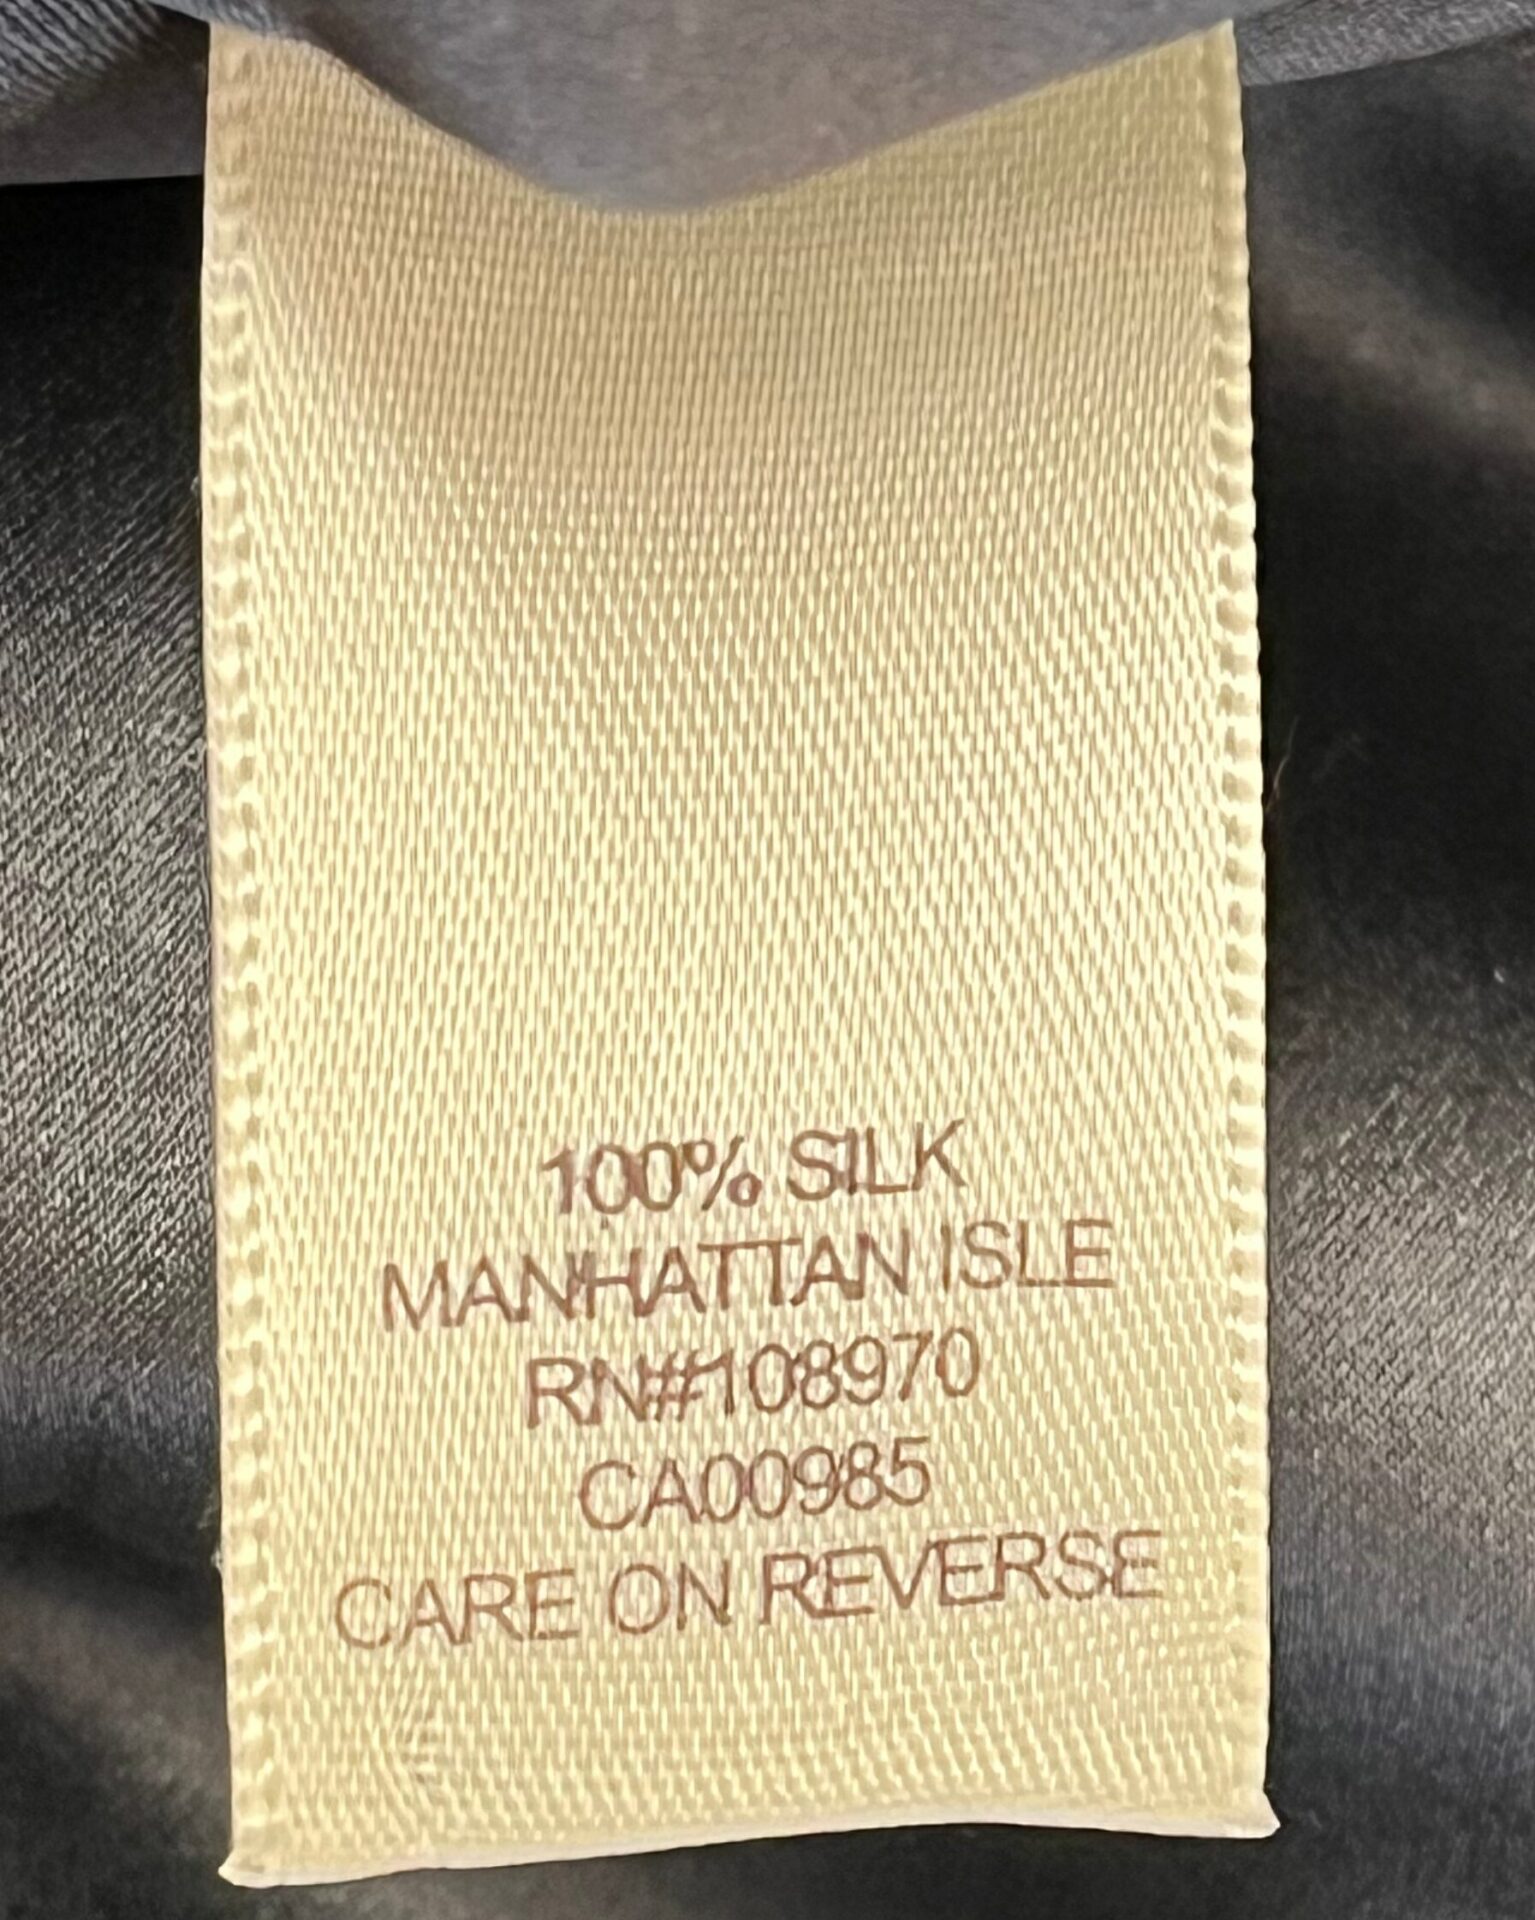 100% SILK
MANHATTAN ISLE
RN#108970
CA00985
CARE ON REVERSE